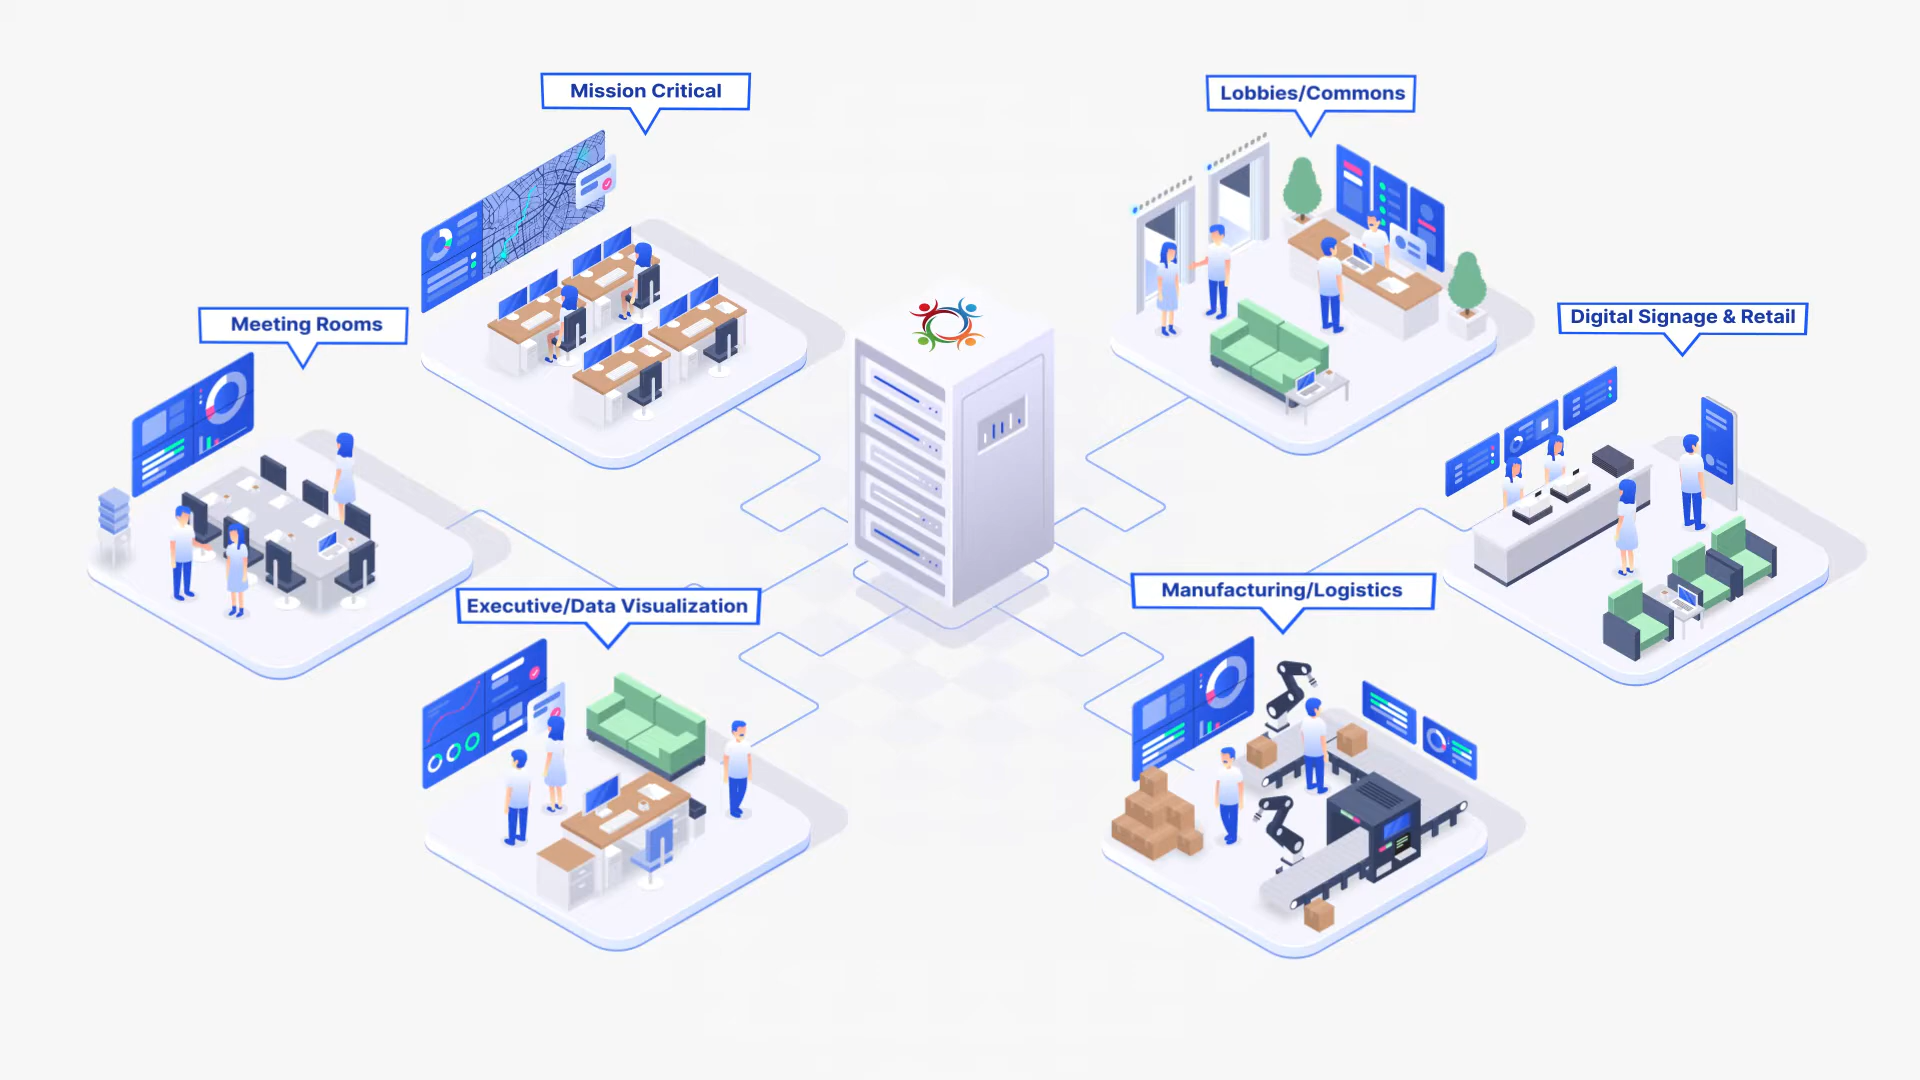 Mission Critical
Lobbies/Commons
Meeting Rooms
Digital Signage & Retail
Executive/Data Visualization
Manufacturing/Logistics